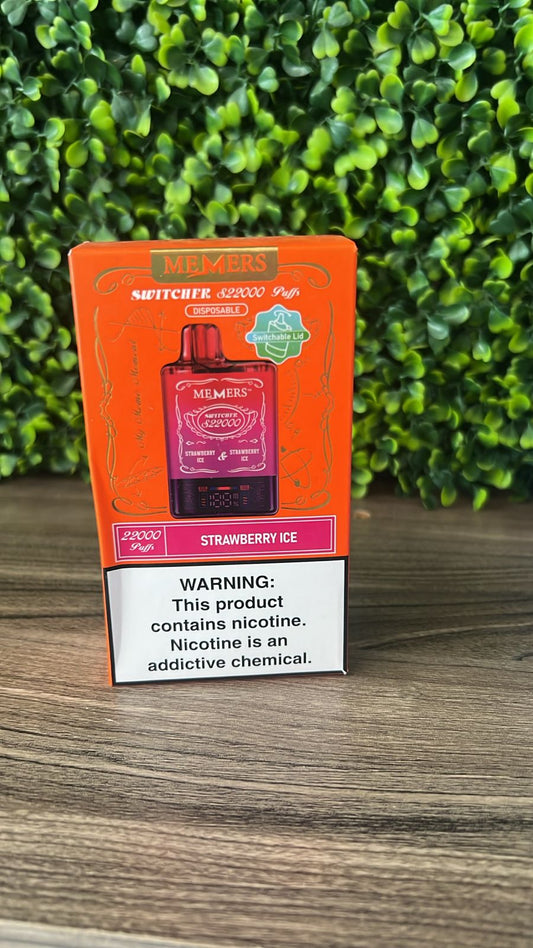 MEMERS
SWITCHER S22000 Puffs
DISPOSABLE
Switchable Lid
MEMERS
SWITCHER
S22000
STRAWBERRY ICE & STRAWBERRY ICE
22000 Puffs
STRAWBERRY ICE
WARNING:
This product
contains nicotine.
Nicotine is an
addictive chemical.